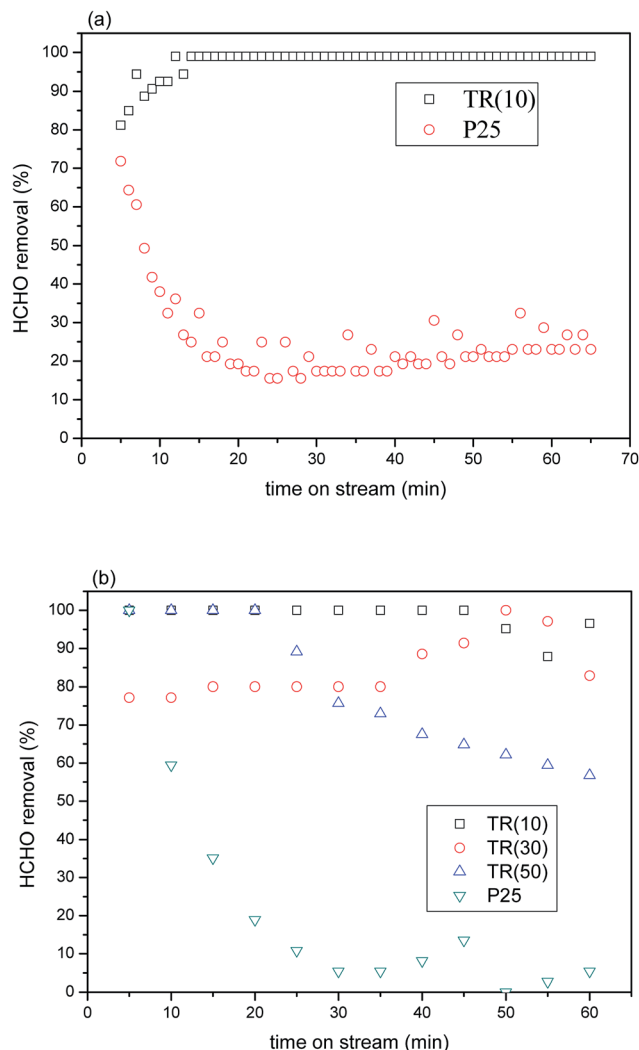 (a)
100
90
80
70
60
50
40
30
20
10
0
HCHO removal (%)
TR(10)
P25
0 10 20 30 40 50 60 70
time on stream (min)
(b)
100
90
80
70
60
50
40
30
20
10
0
HCHO removal (%)
TR(10)
TR(30)
TR(50)
P25
0 10 20 30 40 50 60
time on stream (min)